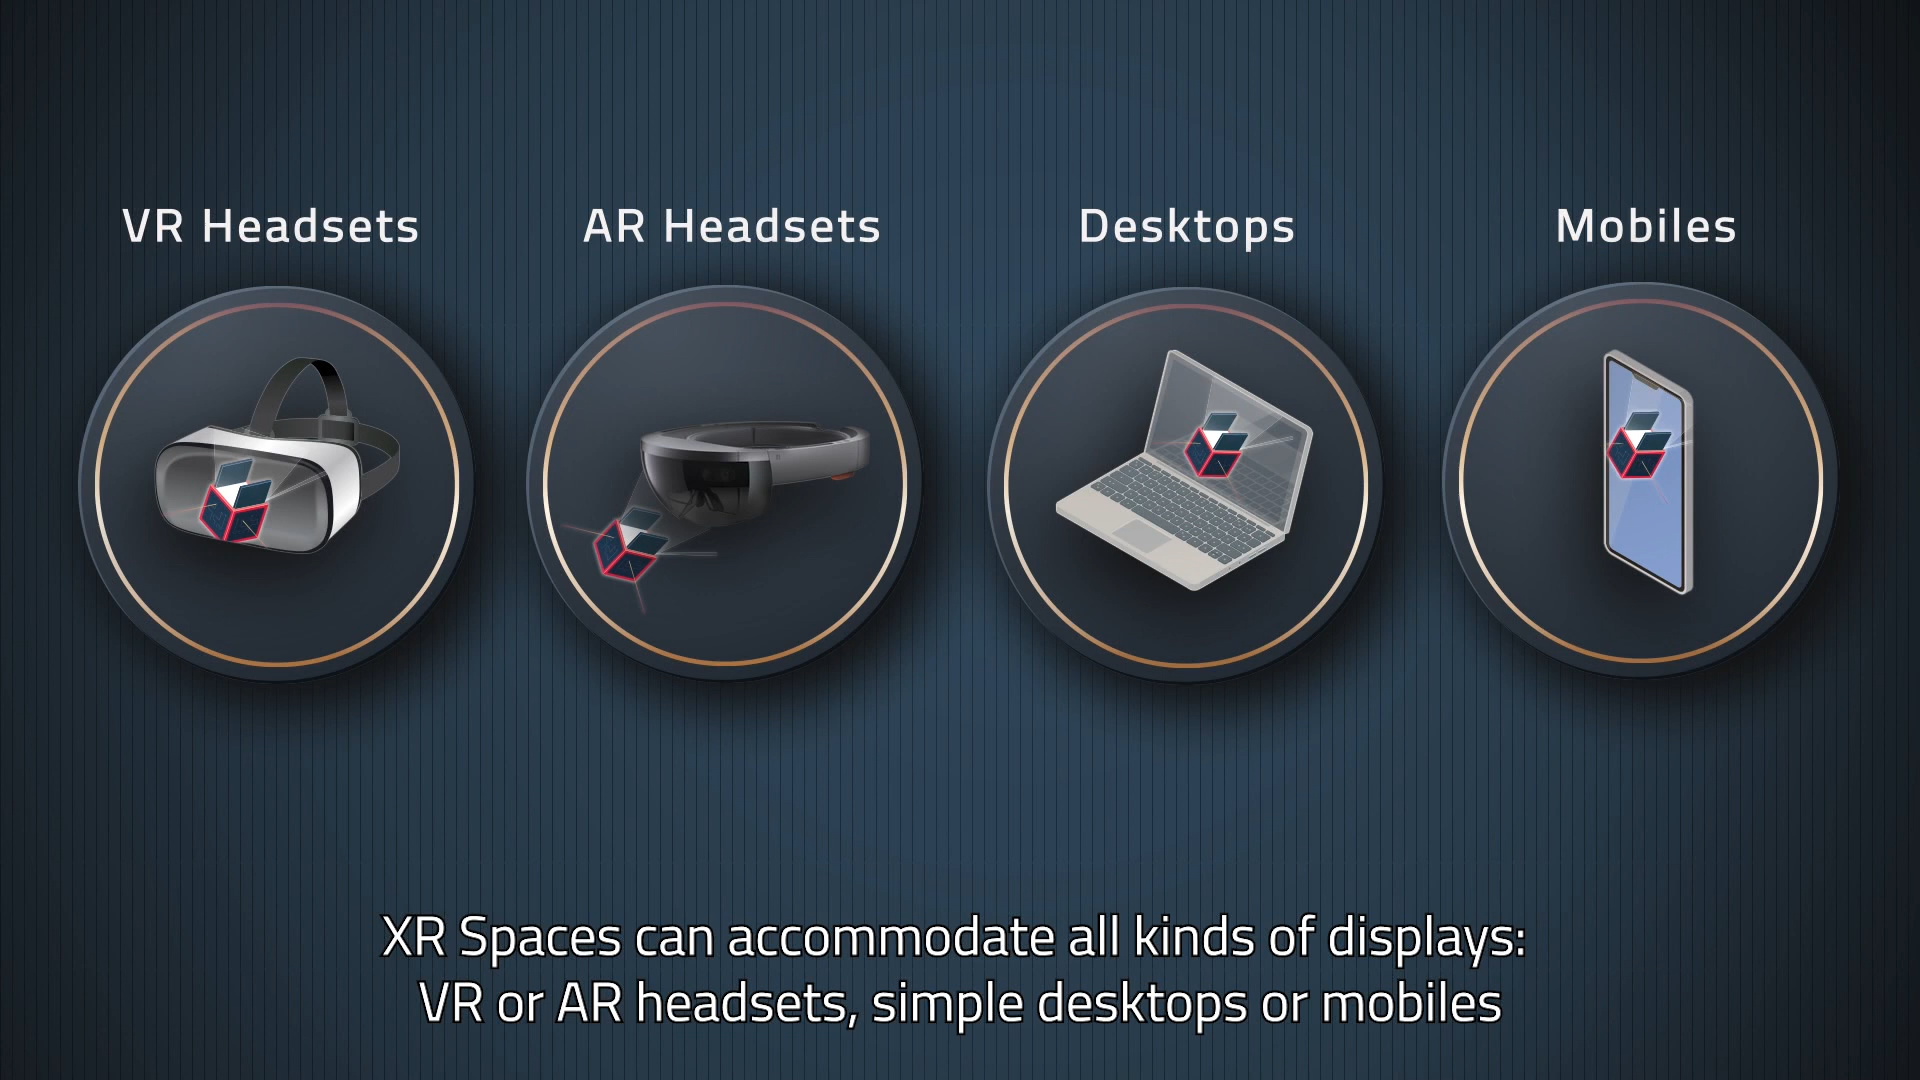 VR Headsets
AR Headsets
Desktops
Mobiles
XR Spaces can accommodate all kinds of displays:
VR or AR headsets, simple desktops or mobiles